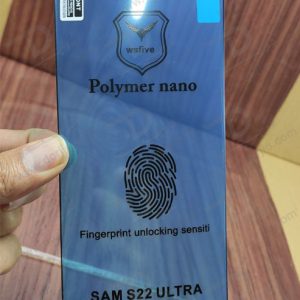 wsfive
Polymer nano
Fingerprint unlocking sensiti
SAM S22 ULTRA